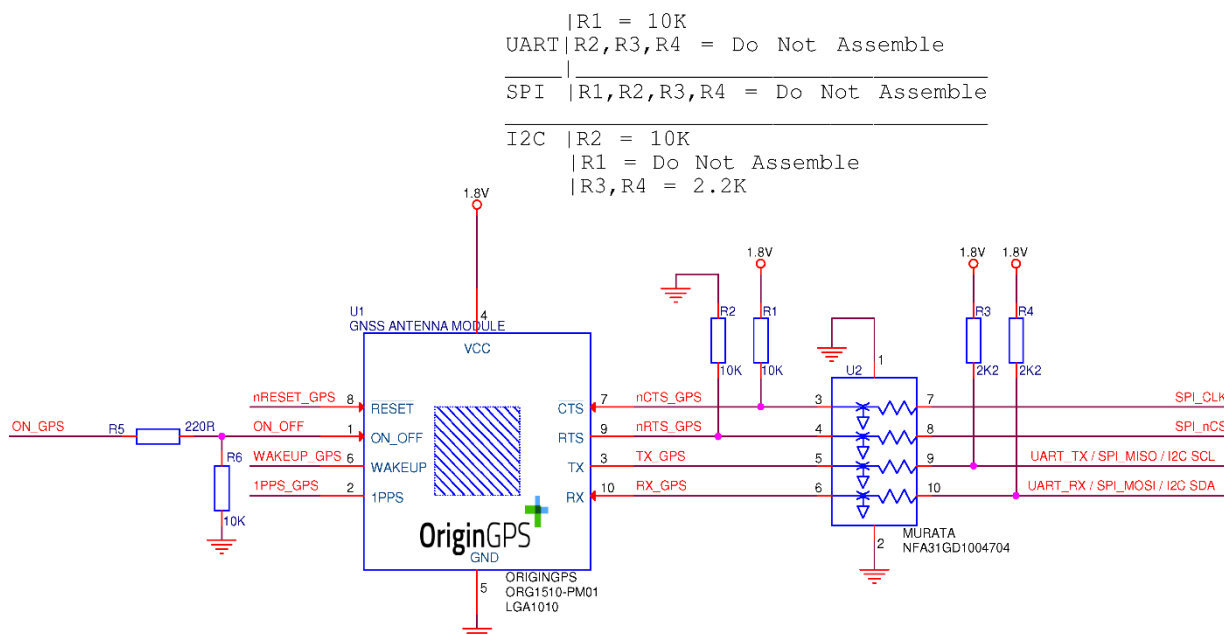 |R1 = 10K
UART|R2,R3,R4 = Do Not Assemble
SPI |R1,R2,R3,R4 = Do Not Assemble
I2C |R2 = 10K
|R1 = Do Not Assemble
|R3,R4 = 2.2K
1.8V
1.8V
1.8V
1.8V
U1
GNSS ANTENNA MODULE
4
VCC
R2
R1
R3
R4
10K
10K
U2
1
2K2
2K2
nRESET_GPS
8
RESET
CTS
7
nCTS_GPS
3
7
SPI_CLK
ON_GPS
R5
220R
ON_OFF
1
ON_OFF
RTS
9
nRTS_GPS
4
8
SPI_nCS
R6
WAKEUP_GPS
6
WAKEUP
TX
3
TX_GPS
5
9
UART_TX / SPI_MISO / I2C SCL
1PPS_GPS
2
1PPS
RX
10
RX_GPS
6
10
UART_RX / SPI_MOSI / I2C SDA
10K
OriginGPS
GND
5
2
MURATA
NFA31GD1004704
ORIGINGPS
ORG1510-PM01
LGA1010